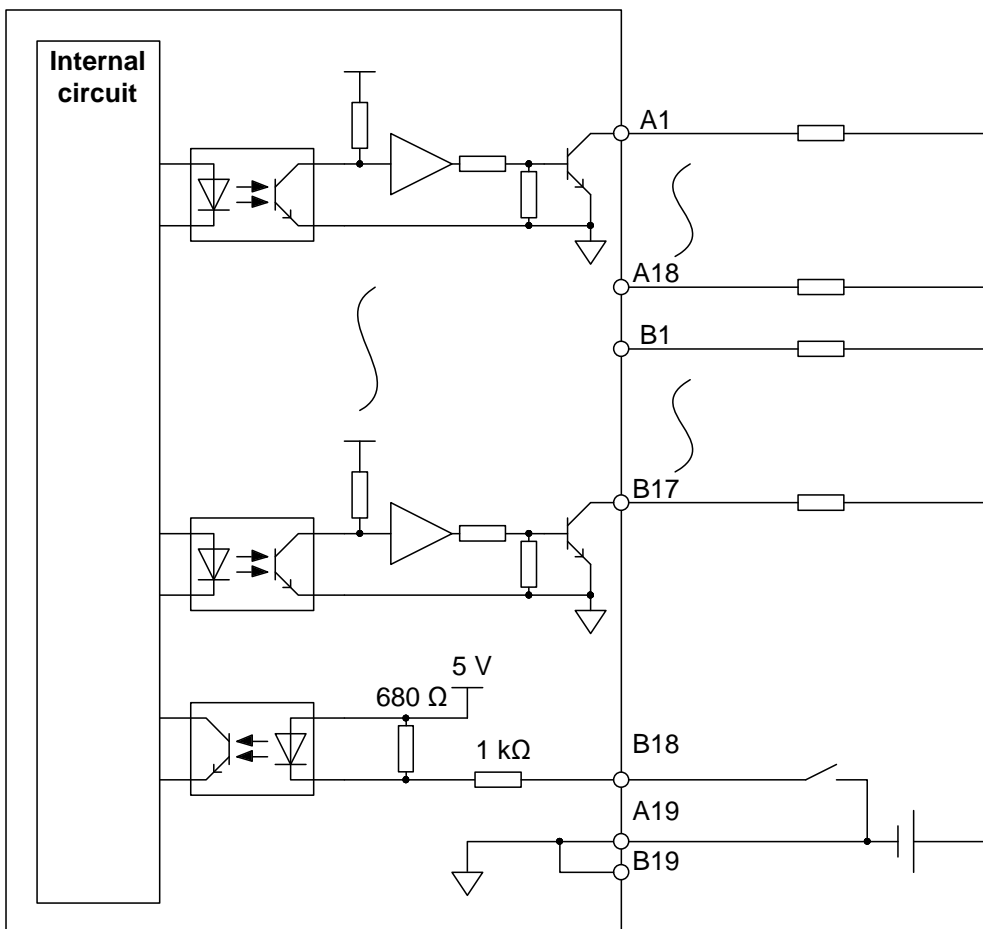 Internal
circuit
A1
A18
B1
B17
5 V
680 Ω
1 kΩ
B18
A19
B19